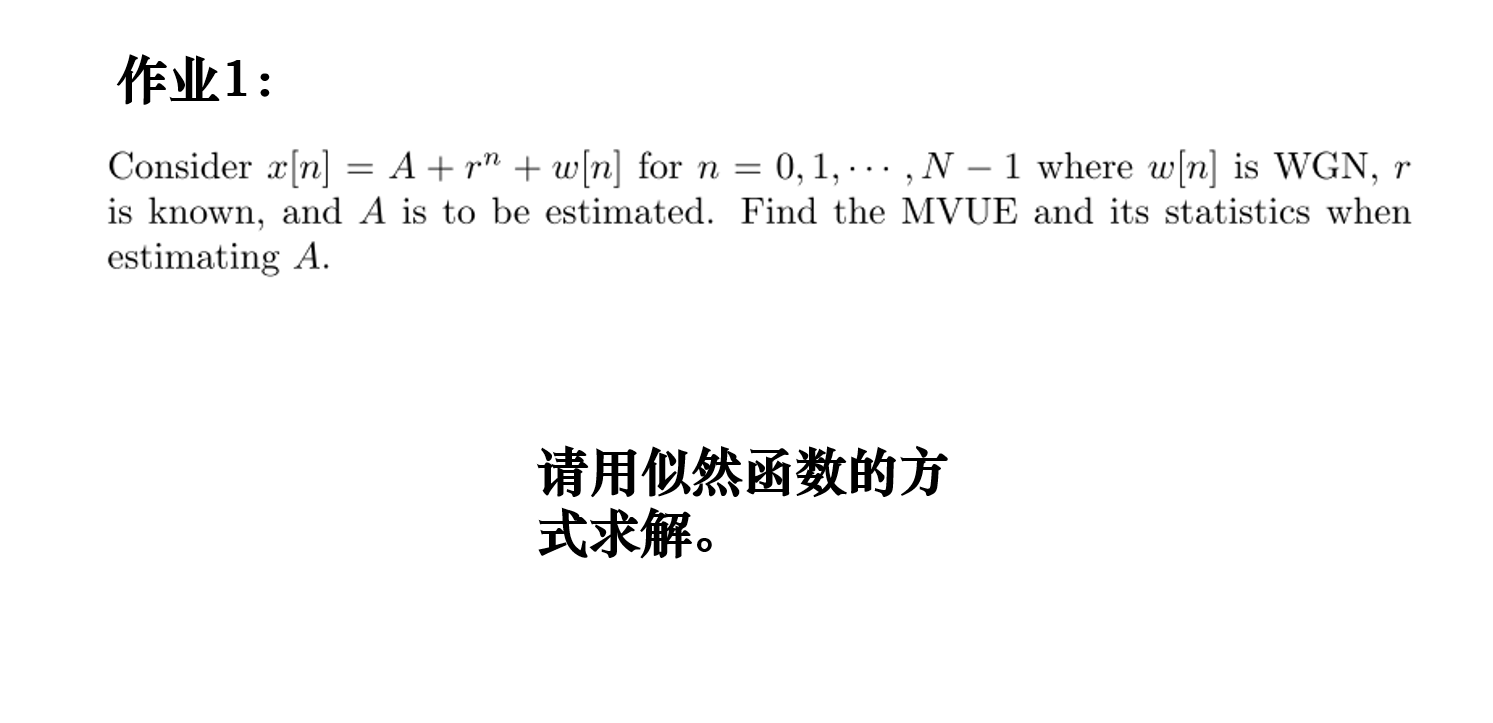 作业1：
Consider x[n] = A + rⁿ + w[n] for n = 0, 1, ⋯ , N − 1 where w[n] is WGN, r
is known, and A is to be estimated. Find the MVUE and its statistics when
estimating A.
请用似然函数的方
式求解。